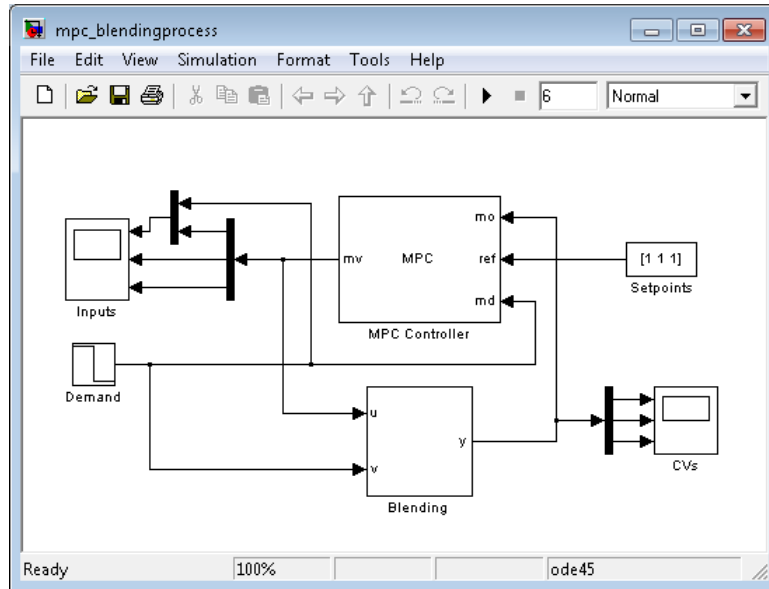 mpc_blendingprocess
File Edit View Simulation Format Tools Help
6 Normal
mo
mv MPC ref [1 1 1]
md Setpoints
Inputs
MPC Controller
Demand
u
y
v
CVs
Blending
Ready 100% ode45